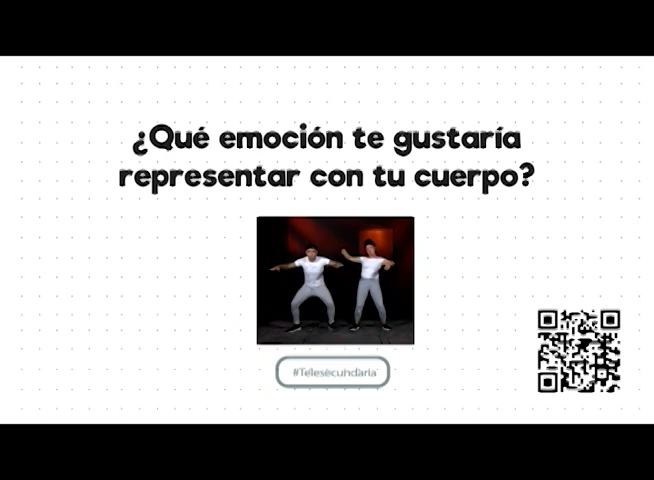 ¿Qué emoción te gustaría
representar con tu cuerpo?
#Telesecundaria